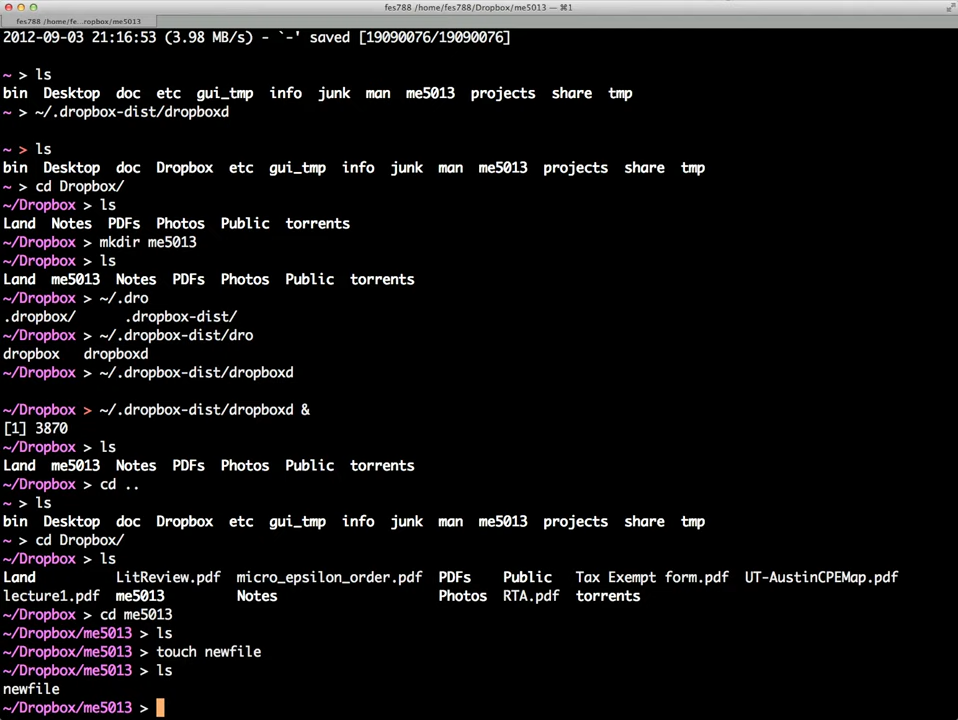 fes788 /home/fes788/Dropbox/me5013 — ⌘1
fes788 /home/fe...ropbox/me5013
2012-09-03 21:16:53 (3.98 MB/s) - `-' saved [19090076/19090076]
~ > ls
bin Desktop doc etc gui_tmp info junk man me5013 projects share tmp
~ > ~/.dropbox-dist/dropboxd
~ > ls
bin Desktop doc Dropbox etc gui_tmp info junk man me5013 projects share tmp
~ > cd Dropbox/
~/Dropbox > ls
Land Notes PDFs Photos Public torrents
~/Dropbox > mkdir me5013
~/Dropbox > ls
Land me5013 Notes PDFs Photos Public torrents
~/Dropbox > ~/.dro
.dropbox/ .dropbox-dist/
~/Dropbox > ~/.dropbox-dist/dro
dropbox dropboxd
~/Dropbox > ~/.dropbox-dist/dropboxd
~/Dropbox > ~/.dropbox-dist/dropboxd &
[1] 3870
~/Dropbox > ls
Land me5013 Notes PDFs Photos Public torrents
~/Dropbox > cd ..
~ > ls
bin Desktop doc Dropbox etc gui_tmp info junk man me5013 projects share tmp
~ > cd Dropbox/
~/Dropbox > ls
Land LitReview.pdf micro_epsilon_order.pdf PDFs Public Tax Exempt form.pdf UT-AustinCPEMap.pdf
lecture1.pdf me5013 Notes Photos RTA.pdf torrents
~/Dropbox > cd me5013
~/Dropbox/me5013 > ls
~/Dropbox/me5013 > touch newfile
~/Dropbox/me5013 > ls
newfile
~/Dropbox/me5013 >